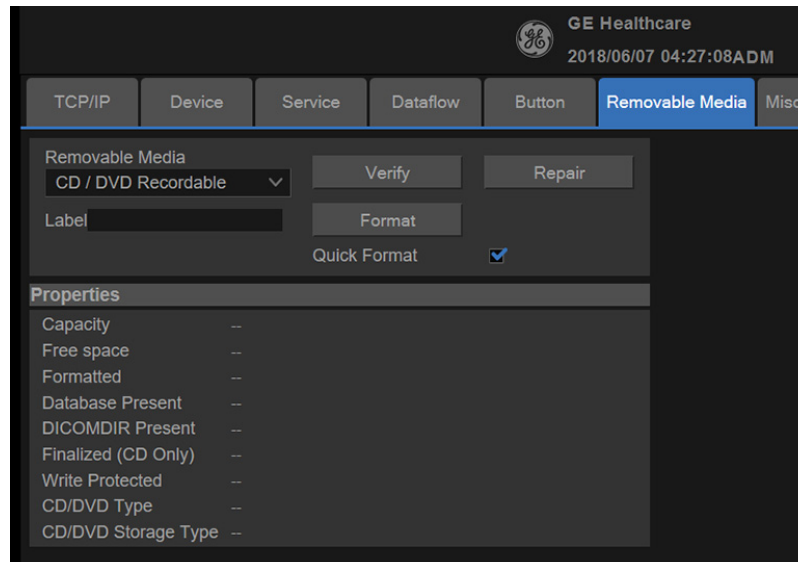 GE Healthcare
2018/06/07 04:27:08ADM
TCP/IP Device Service Dataflow Button Removable Media Misc
Removable Media
CD / DVD Recordable Verify Repair
Label Format
Quick Format
Properties
Capacity --
Free space --
Formatted --
Database Present --
DICOMDIR Present --
Finalized (CD Only) --
Write Protected --
CD/DVD Type --
CD/DVD Storage Type --